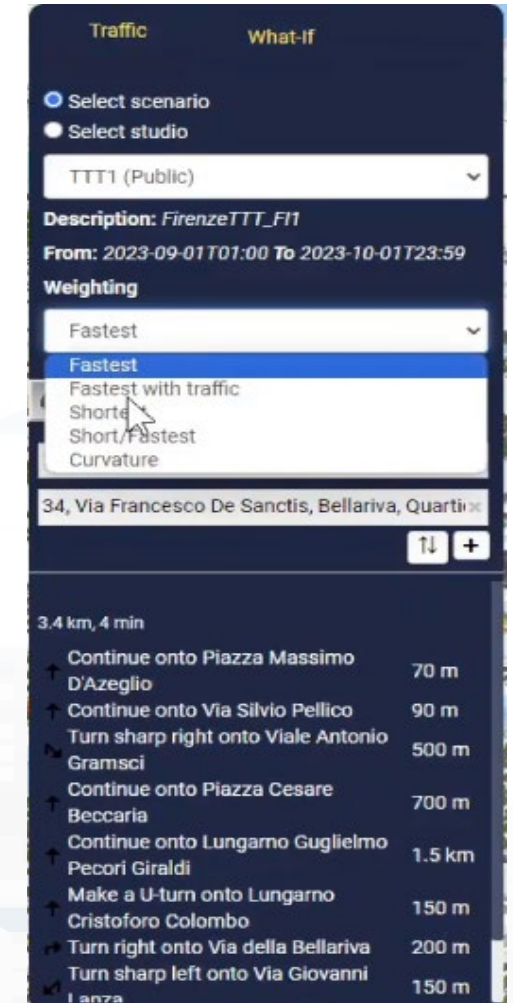 Traffic
What-If
Select scenario
Select studio
TTT1 (Public)
Description: FirenzeTTT_FI1
From: 2023-09-01T01:00 To 2023-10-01T23:59
Weighting
Fastest
Fastest
Fastest with traffic
Short/Fastest
Curvature
34, Via Francesco De Sanctis, Bellariva, ×
3.4 km, 4 min
Continue onto Piazza Massimo
D'Azeglio
70 m
Continue onto Via Silvio Pellico 90 m
Turn sharp right onto Viale Antonio
Gramsci
500 m
Continue onto Piazza Cesare
Beccaria
700 m
Continue onto Lungarno Guglielmo
Pecori Giraldi
1.5 km
Make a U-turn onto Lungarno
Cristoforo Colombo
150 m
Turn right onto Via della Bellariva 200 m
Turn sharp left onto Via Giovanni
Lanza
150 m